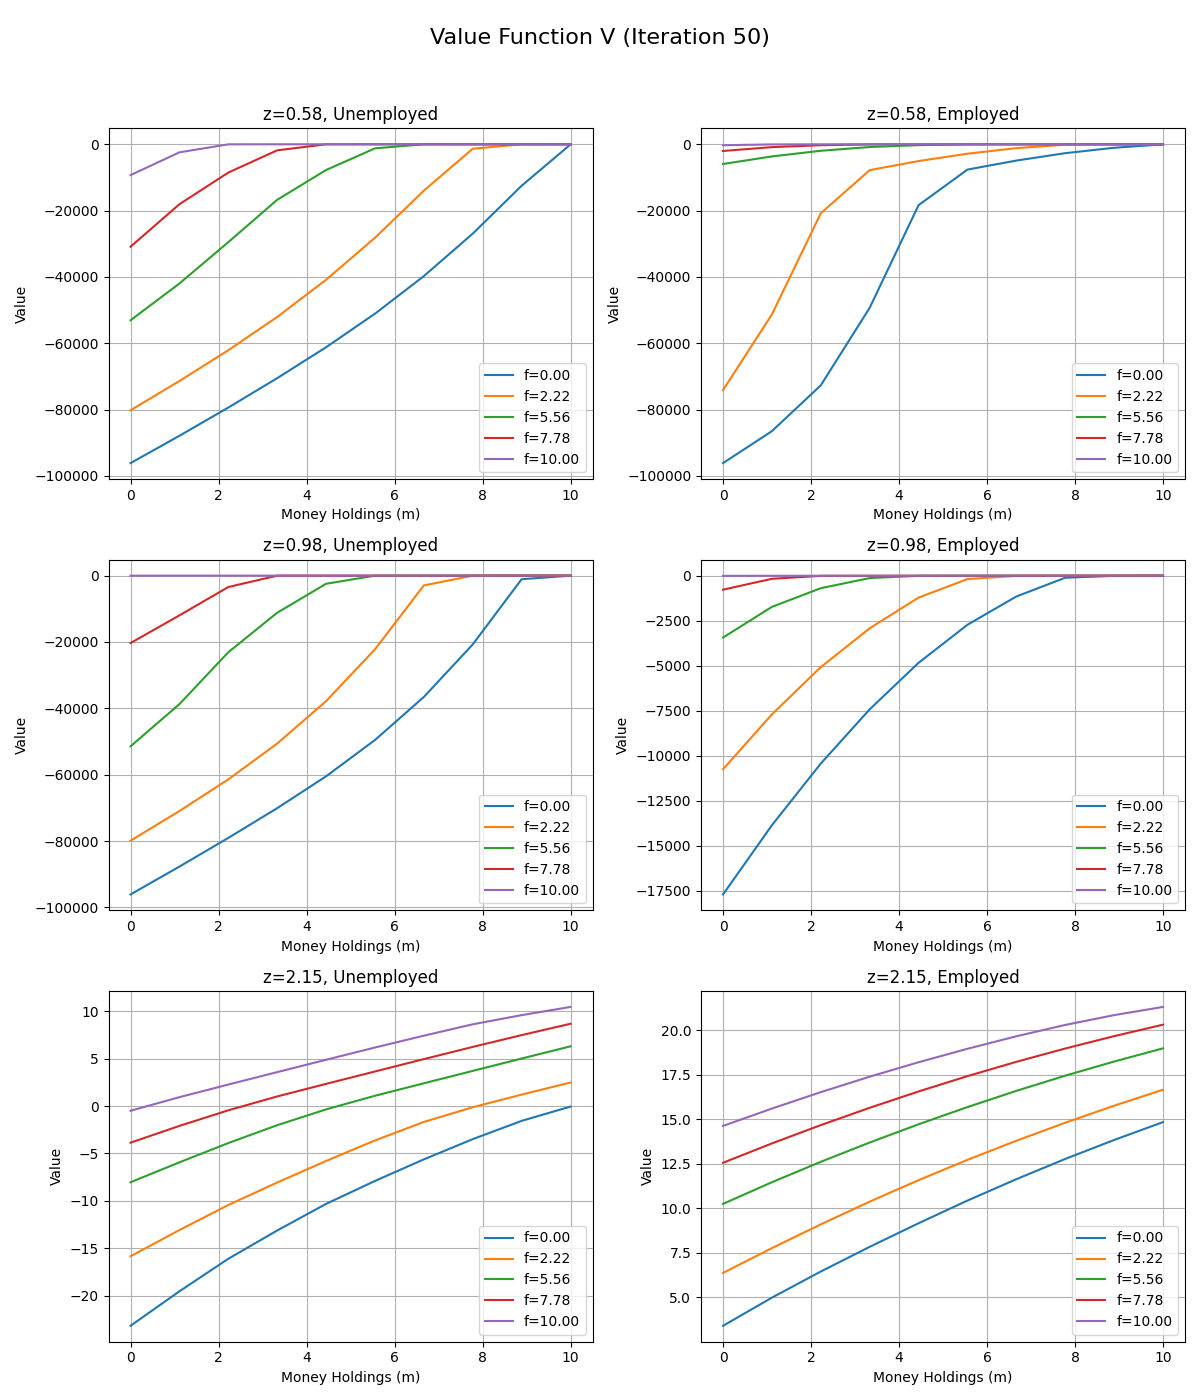 Value Function V (Iteration 50)
z=0.58, Unemployed
Value
0
−20000
−40000
−60000
−80000
−100000
0 2 4 6 8 10
Money Holdings (m)
f=0.00
f=2.22
f=5.56
f=7.78
f=10.00
z=0.58, Employed
Value
0
−20000
−40000
−60000
−80000
−100000
0 2 4 6 8 10
Money Holdings (m)
f=0.00
f=2.22
f=5.56
f=7.78
f=10.00
z=0.98, Unemployed
Value
0
−20000
−40000
−60000
−80000
−100000
0 2 4 6 8 10
Money Holdings (m)
f=0.00
f=2.22
f=5.56
f=7.78
f=10.00
z=0.98, Employed
Value
0
−2500
−5000
−7500
−10000
−12500
−15000
−17500
0 2 4 6 8 10
Money Holdings (m)
f=0.00
f=2.22
f=5.56
f=7.78
f=10.00
z=2.15, Unemployed
Value
10
5
0
−5
−10
−15
−20
0 2 4 6 8 10
Money Holdings (m)
f=0.00
f=2.22
f=5.56
f=7.78
f=10.00
z=2.15, Employed
Value
20.0
17.5
15.0
12.5
10.0
7.5
5.0
0 2 4 6 8 10
Money Holdings (m)
f=0.00
f=2.22
f=5.56
f=7.78
f=10.00